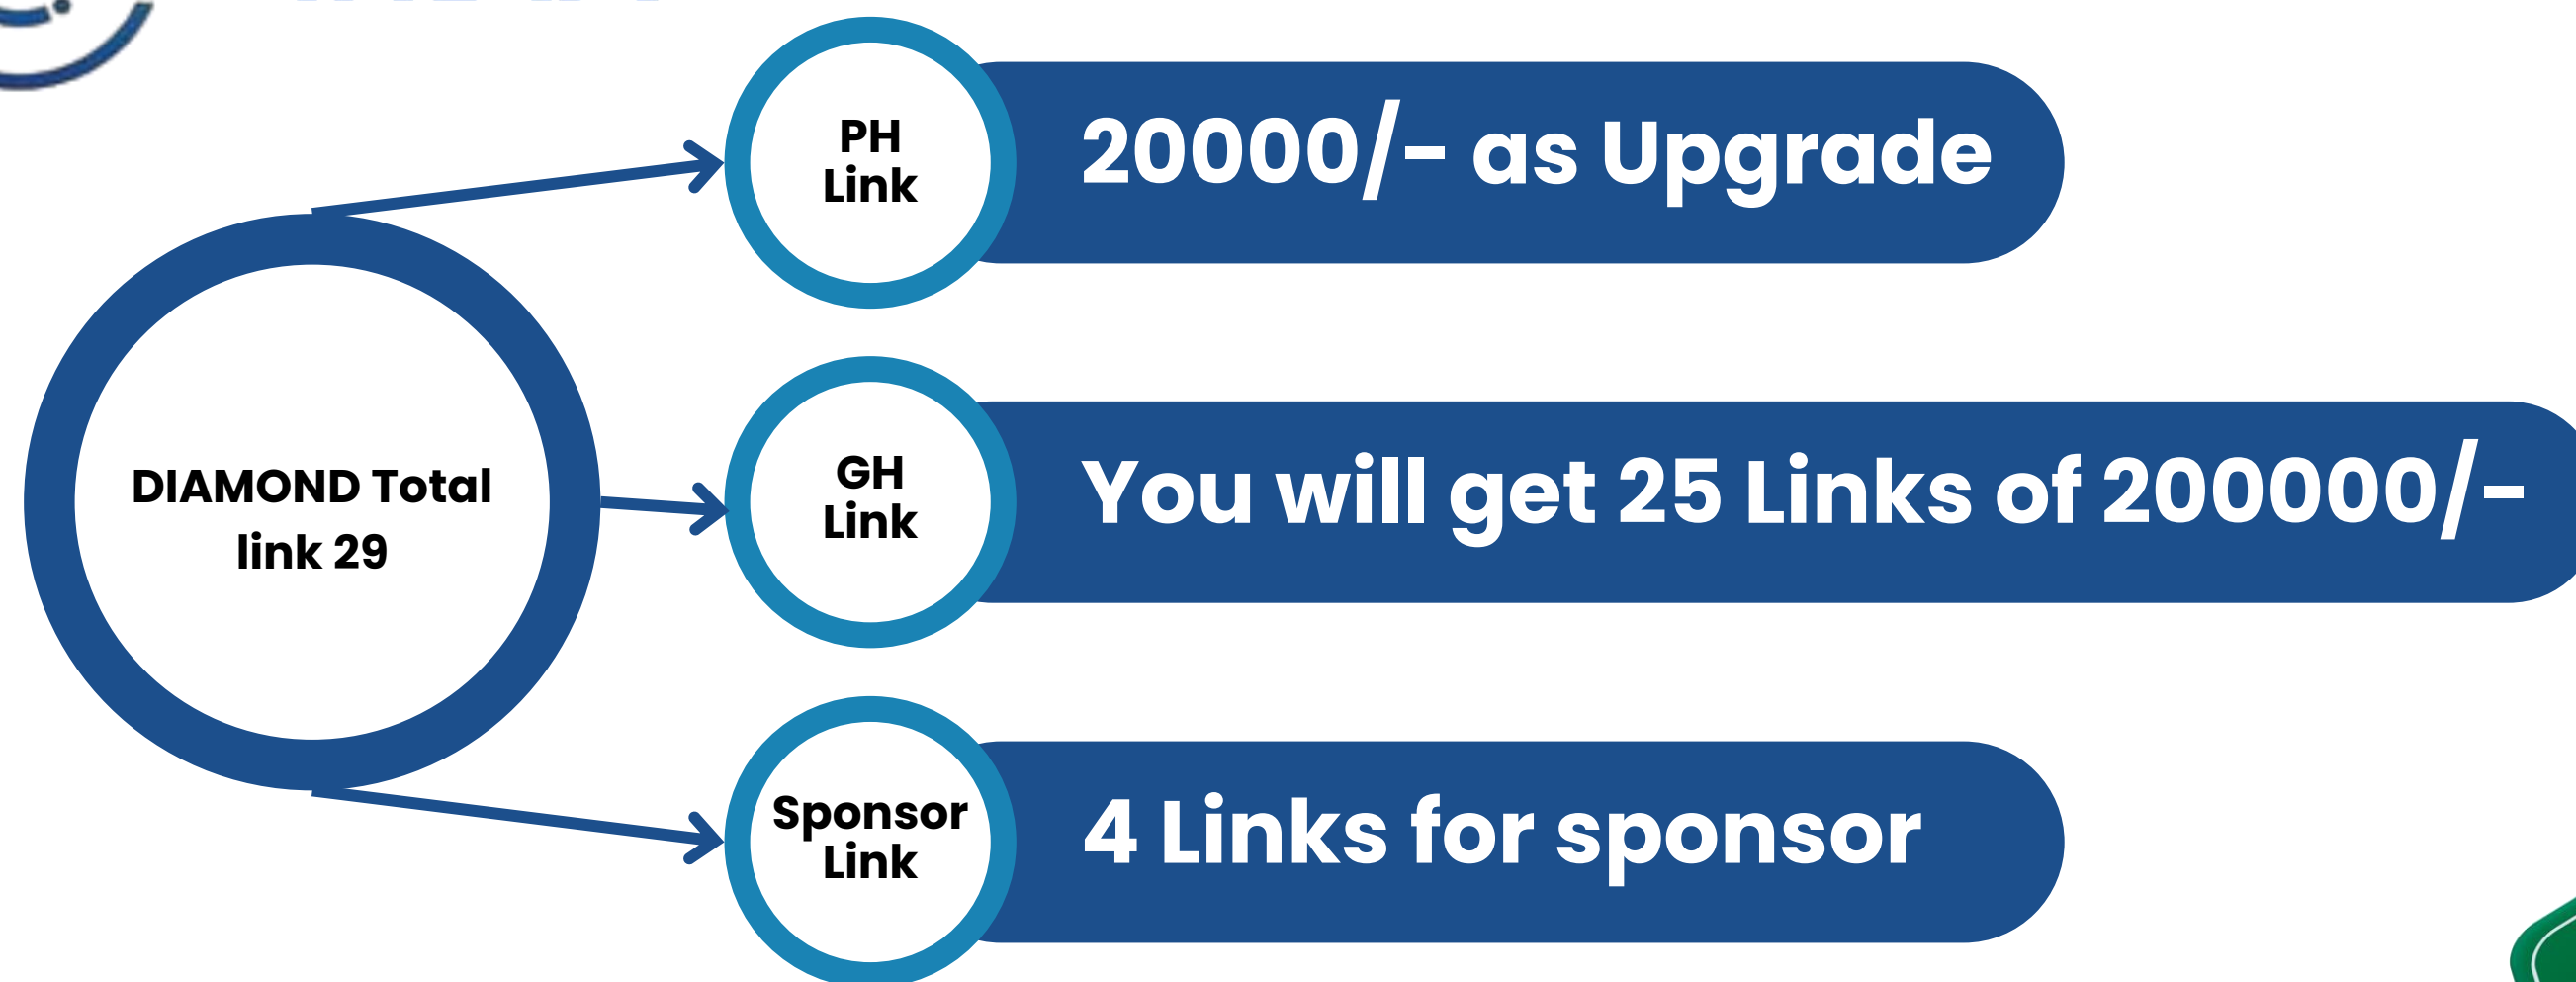 PH
Link
20000/- as Upgrade
DIAMOND Total
link 29
GH
Link
You will get 25 Links of 200000/-
Sponsor
Link
4 Links for sponsor